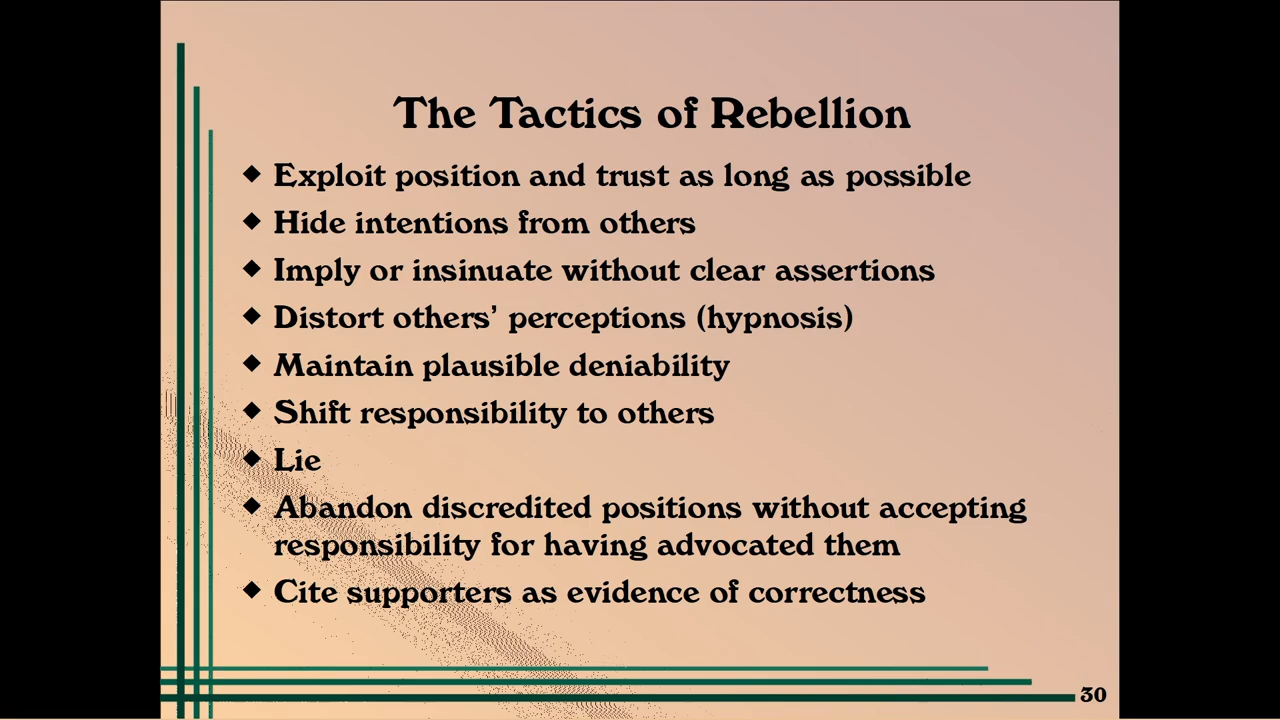 The Tactics of Rebellion
◆ Exploit position and trust as long as possible
◆ Hide intentions from others
◆ Imply or insinuate without clear assertions
◆ Distort others’ perceptions (hypnosis)
◆ Maintain plausible deniability
◆ Shift responsibility to others
◆ Lie
◆ Abandon discredited positions without accepting
responsibility for having advocated them
◆ Cite supporters as evidence of correctness
30